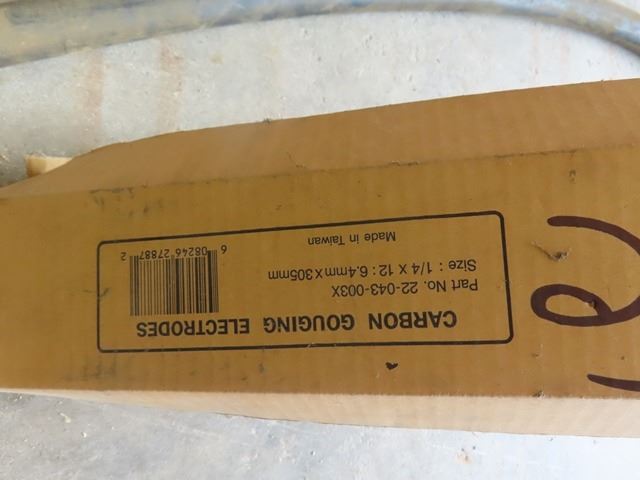 CARBON GOUGING ELECTRODES
Part No. 22-043-003X
Size : 1/4 X 12 : 6.4mm X 305mm
Made in Taiwan
6 08246 27887 2